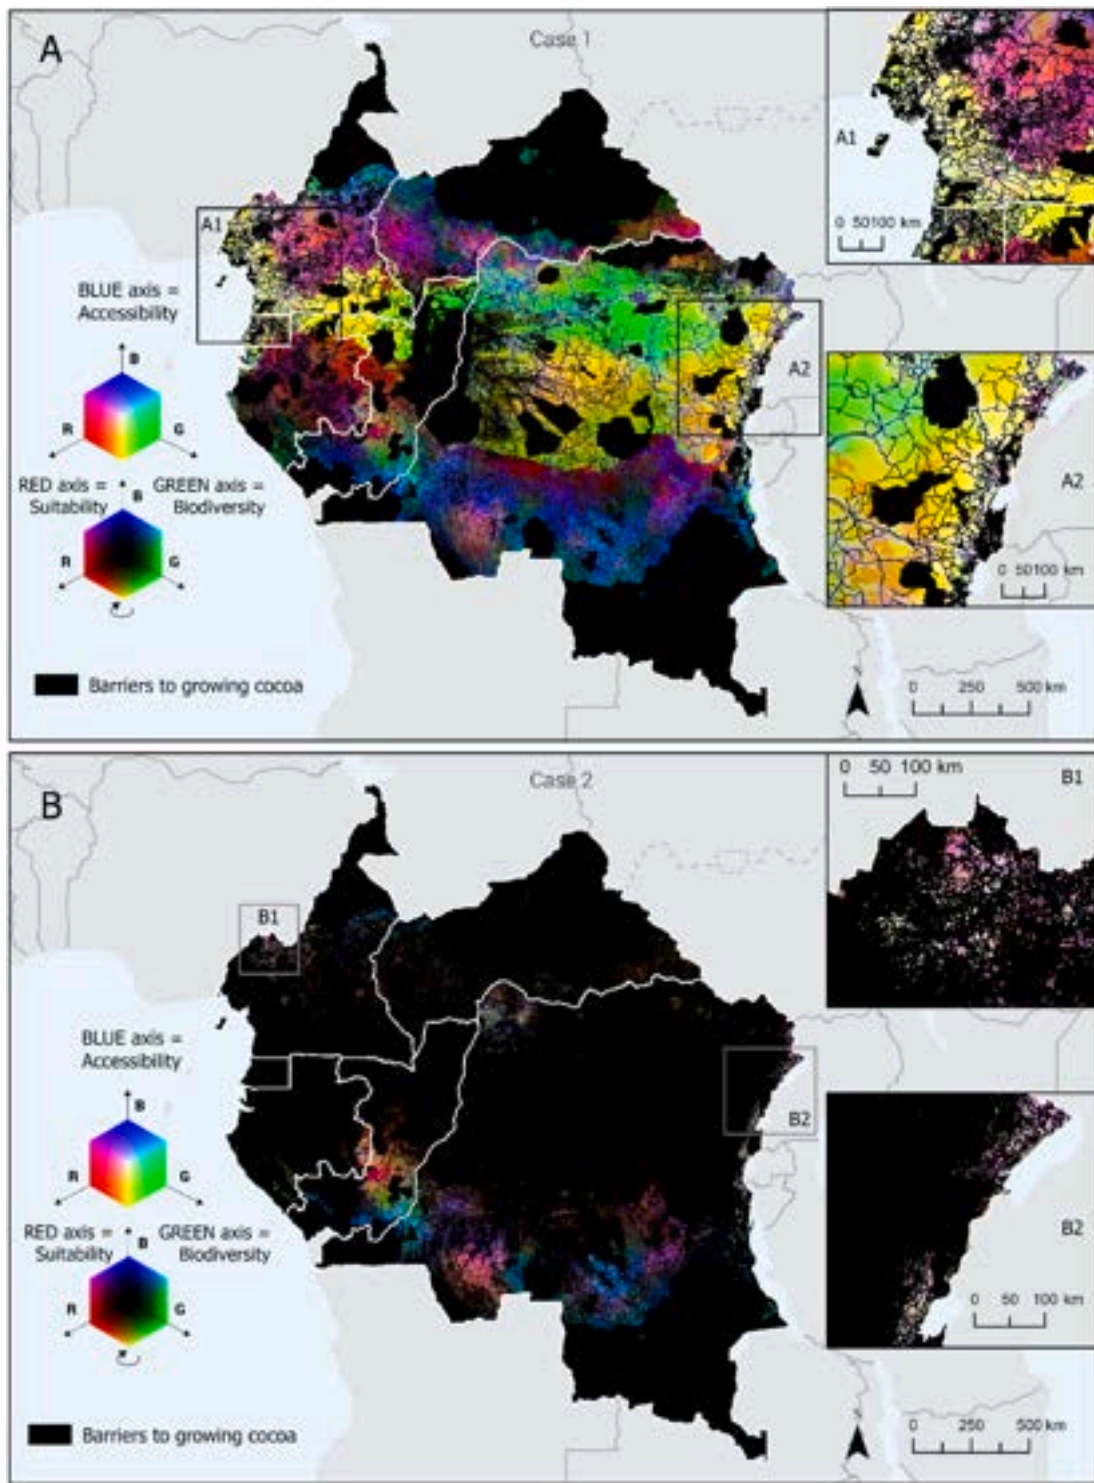 A
Case 1
A1
A1
0 50100 km
BLUE axis =
Accessibility
B
R
G
RED axis =
Suitability
GREEN axis =
Biodiversity
B
R
G
A2
A2
0 50100 km
Barriers to growing cocoa
0 250 500 km
B
Case 2
0 50 100 km
B1
B1
BLUE axis =
Accessibility
B
R
G
RED axis =
Suitability
GREEN axis =
Biodiversity
B
R
G
B2
B2
0 50 100 km
Barriers to growing cocoa
0 250 500 km